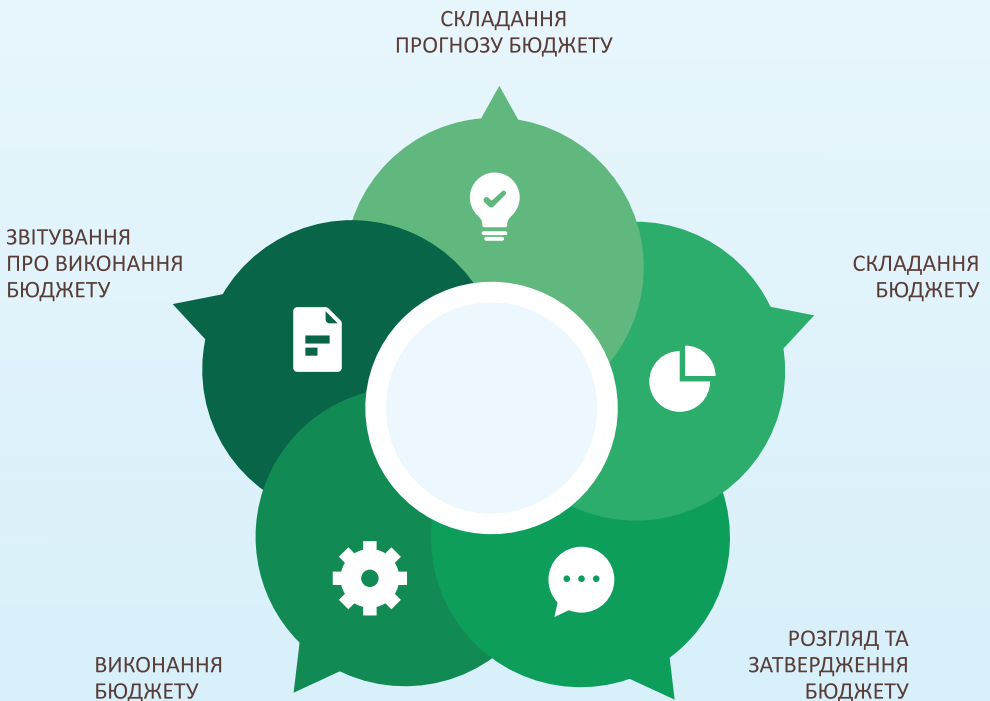 СКЛАДАННЯ
ПРОГНОЗУ БЮДЖЕТУ
ЗВІТУВАННЯ
ПРО ВИКОНАННЯ
БЮДЖЕТУ
СКЛАДАННЯ
БЮДЖЕТУ
РОЗГЛЯД ТА
ЗАТВЕРДЖЕННЯ
БЮДЖЕТУ
ВИКОНАННЯ
БЮДЖЕТУ